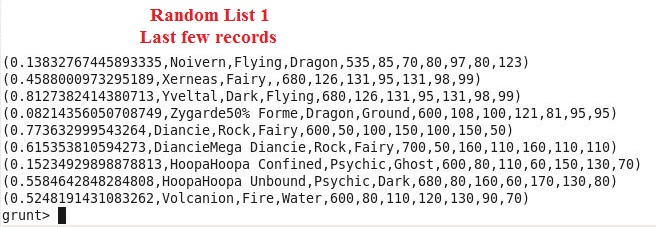 Random List 1
Last few records
(0.13832767445893335,Noivern,Flying,Dragon,535,85,70,80,97,80,123)
(0.4588000973295189,Xerneas,Fairy,,680,126,131,95,131,98,99)
(0.8127382414380713,Yveltal,Dark,Flying,680,126,131,95,131,98,99)
(0.08214356050708749,Zygarde50% Forme,Dragon,Ground,600,108,100,121,81,95,95)
(0.773632999543264,Diancie,Rock,Fairy,600,50,100,150,100,150,50)
(0.615353810594273,DiancieMega Diancie,Rock,Fairy,700,50,160,110,160,110,110)
(0.15234929898878813,HoopaHoopa Confined,Psychic,Ghost,600,80,110,60,150,130,70)
(0.5584642848284808,HoopaHoopa Unbound,Psychic,Dark,680,80,160,60,170,130,80)
(0.5248191431083262,Volcanion,Fire,Water,600,80,110,120,130,90,70)
grunt>